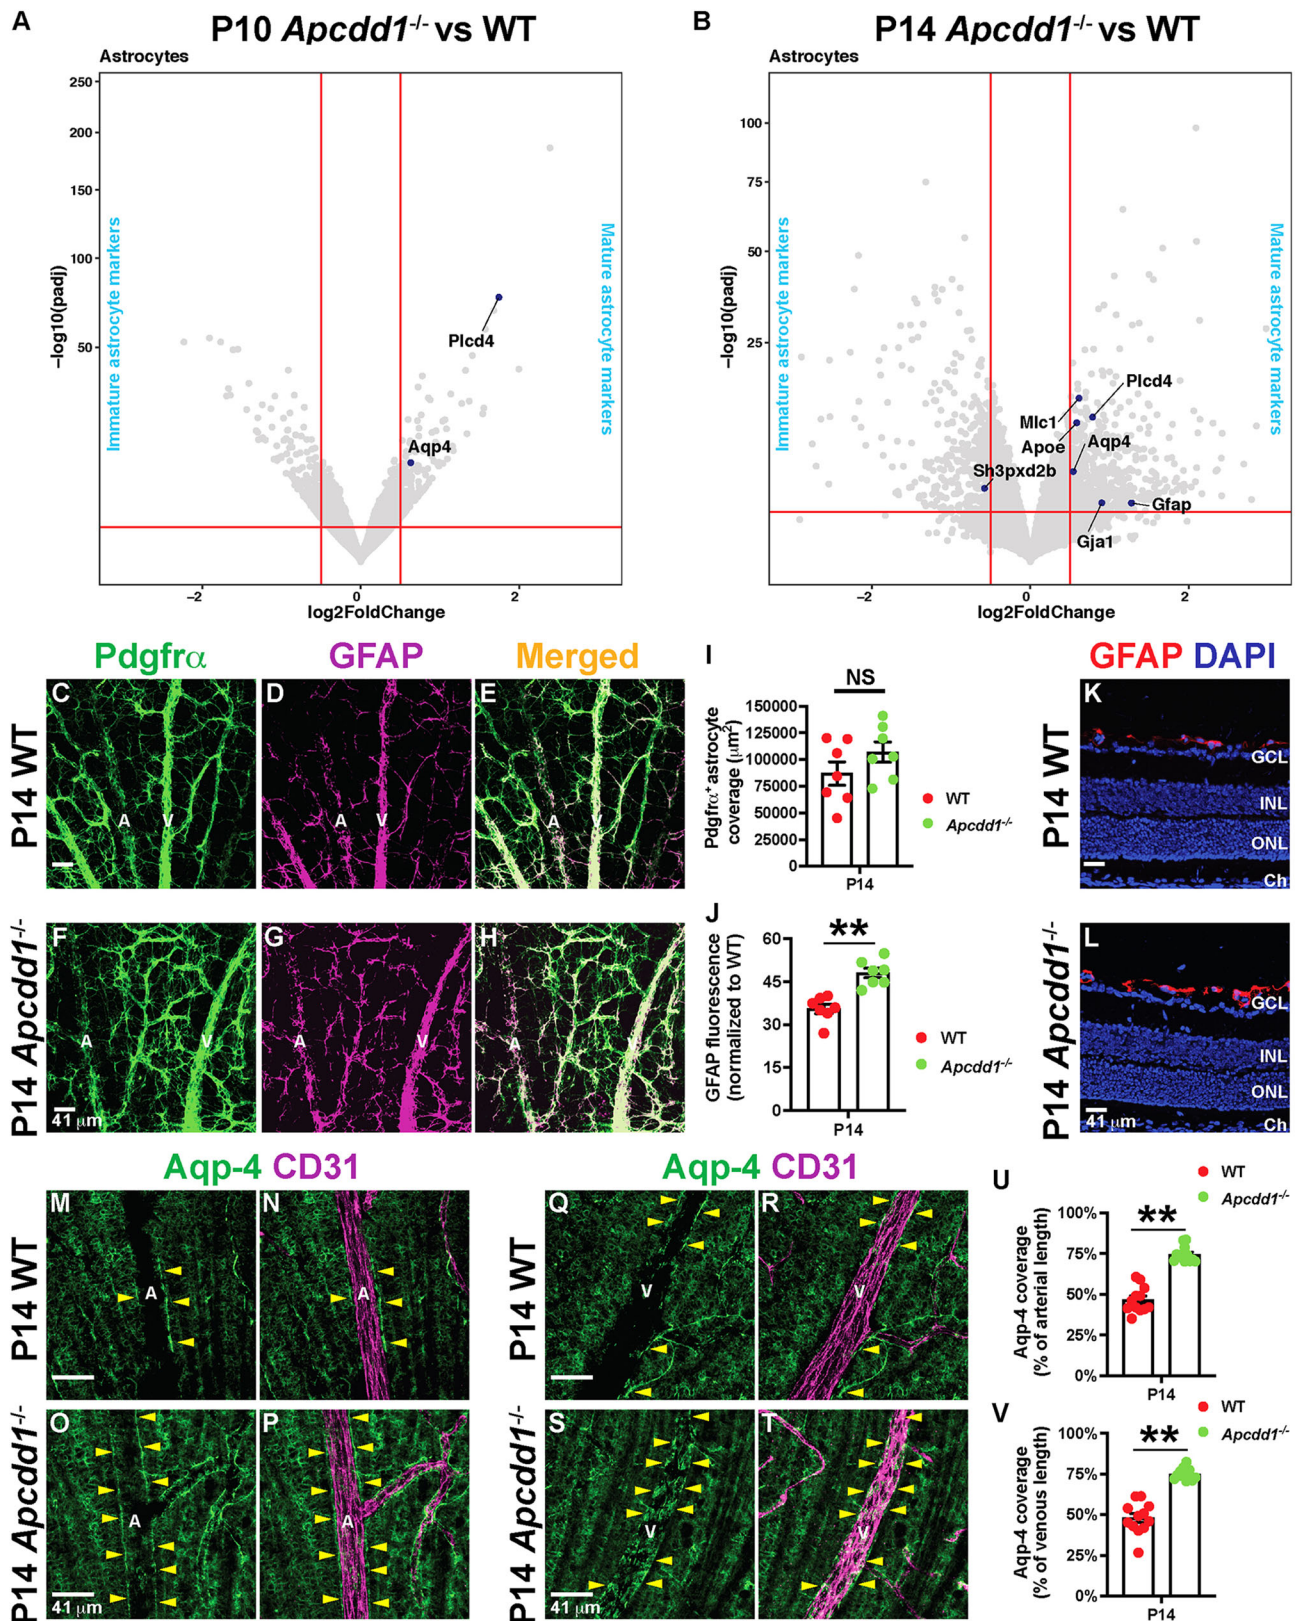 A
P10 Apcdd1-/- vs WT
Astrocytes
250
200
150
100
50
−log10(padj)
Immature astrocyte markers
Mature astrocyte markers
Plcd4
Aqp4
−2
0
2
log2FoldChange
B
P14 Apcdd1-/- vs WT
Astrocytes
100
75
50
25
−log10(padj)
Immature astrocyte markers
Mature astrocyte markers
Plcd4
Mlc1
Apoe
Aqp4
Sh3pxd2b
Gfap
Gja1
−2
0
2
log2FoldChange
Pdgfrα
GFAP
Merged
P14 WT
C
A
V
D
A
V
E
A
V
P14 Apcdd1-/-
F
A
V
41 μm
G
A
V
H
A
V
I
NS
150000
125000
100000
75000
50000
25000
0
Pdgfrα+ astrocyte
coverage (μm2)
P14
WT
Apcdd1-/-
J
**
60
45
30
15
0
GFAP fluorescence
(normalized to WT)
P14
WT
Apcdd1-/-
GFAP DAPI
P14 WT
K
GCL
INL
ONL
Ch
P14 Apcdd1-/-
L
GCL
INL
ONL
Ch
41 μm
Aqp-4 CD31
P14 WT
M
A
N
A
P14 Apcdd1-/-
O
A
41 μm
P
A
Aqp-4 CD31
P14 WT
Q
V
R
V
P14 Apcdd1-/-
S
V
41 μm
T
V
U
WT
Apcdd1-/-
**
100%
75%
50%
25%
0%
Aqp-4 coverage
(% of arterial length)
P14
V
WT
Apcdd1-/-
**
100%
75%
50%
25%
0%
Aqp-4 coverage
(% of venous length)
P14